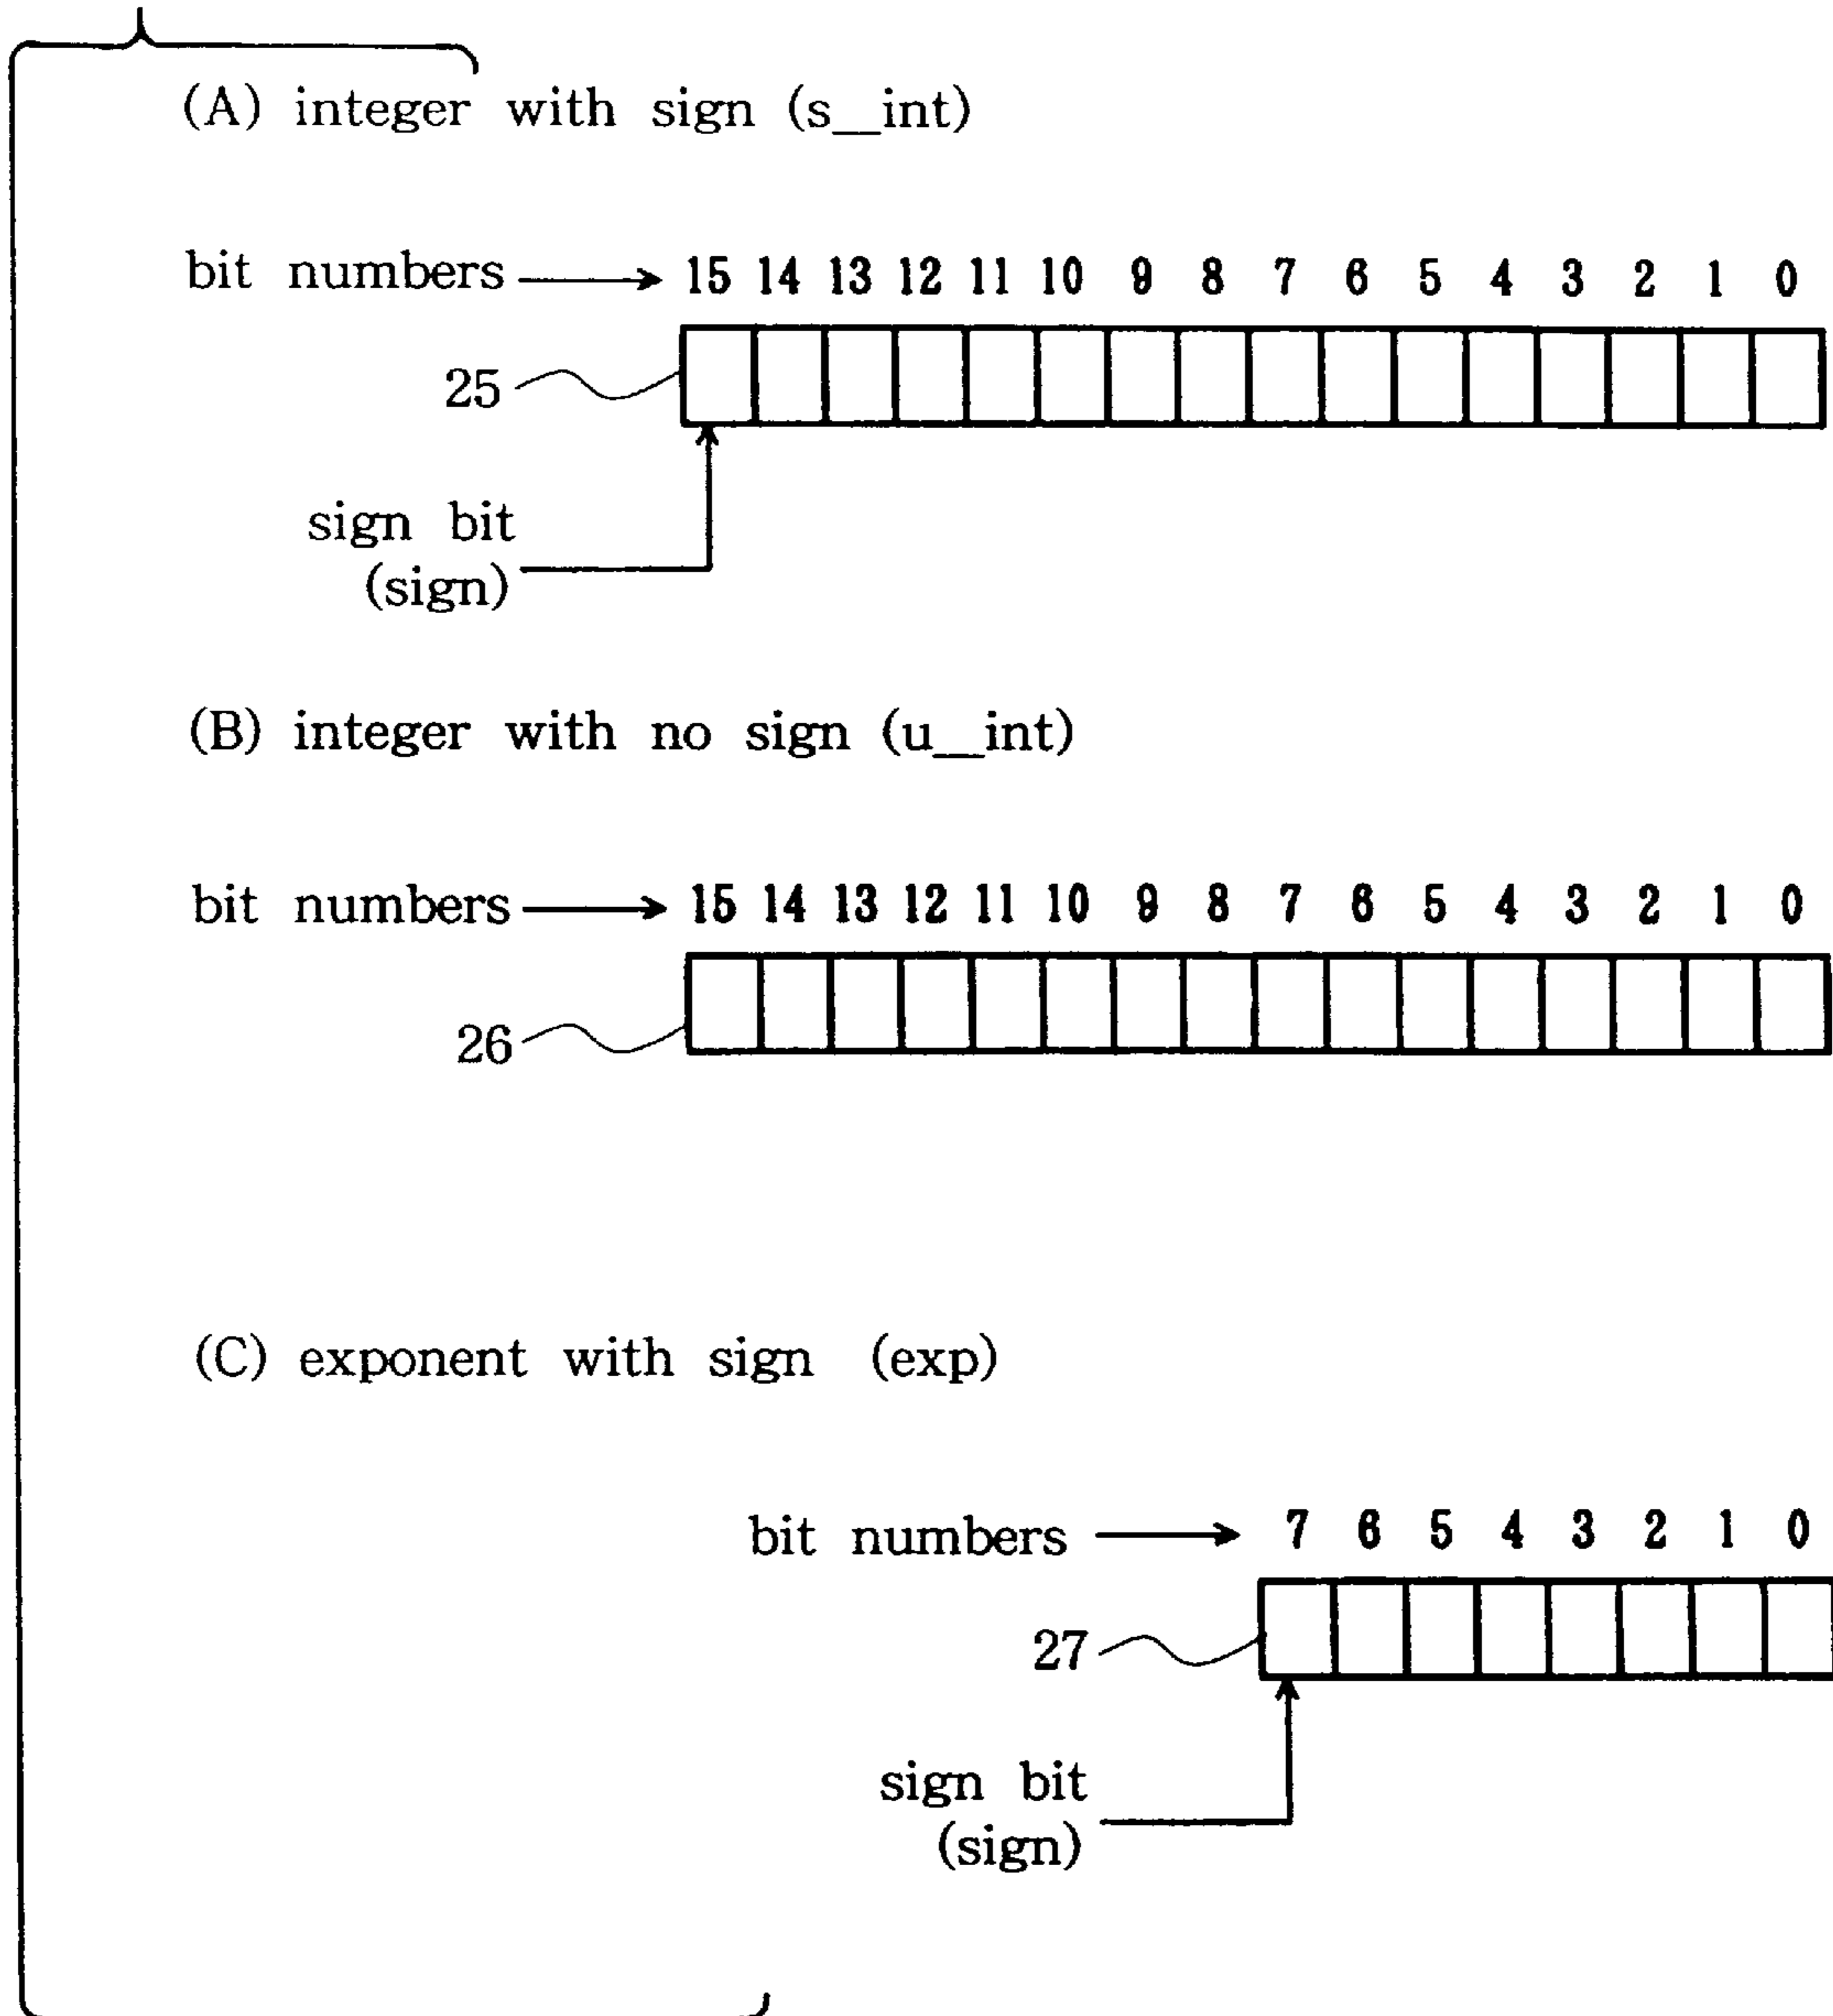 (A) integer with sign (s__int)
bit numbers 15 14 13 12 11 10 9 8 7 6 5 4 3 2 1 0
25
sign bit
(sign)
(B) integer with no sign (u__int)
bit numbers 15 14 13 12 11 10 9 8 7 6 5 4 3 2 1 0
26
(C) exponent with sign (exp)
bit numbers 7 6 5 4 3 2 1 0
27
sign bit
(sign)